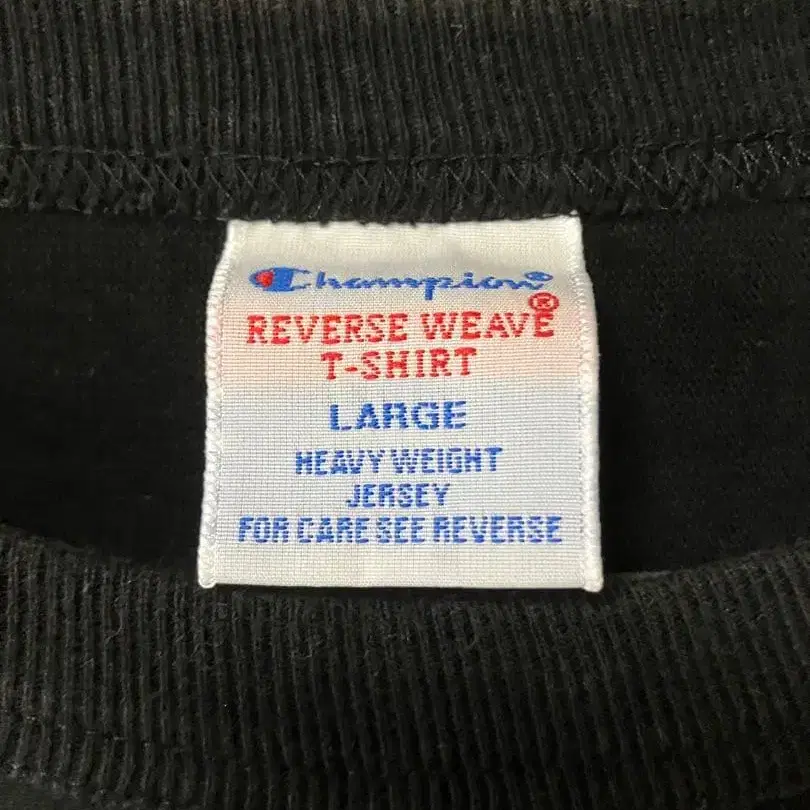 Champion®
REVERSE WEAVE®
T-SHIRT
LARGE
HEAVY WEIGHT
JERSEY
FOR CARE SEE REVERSE